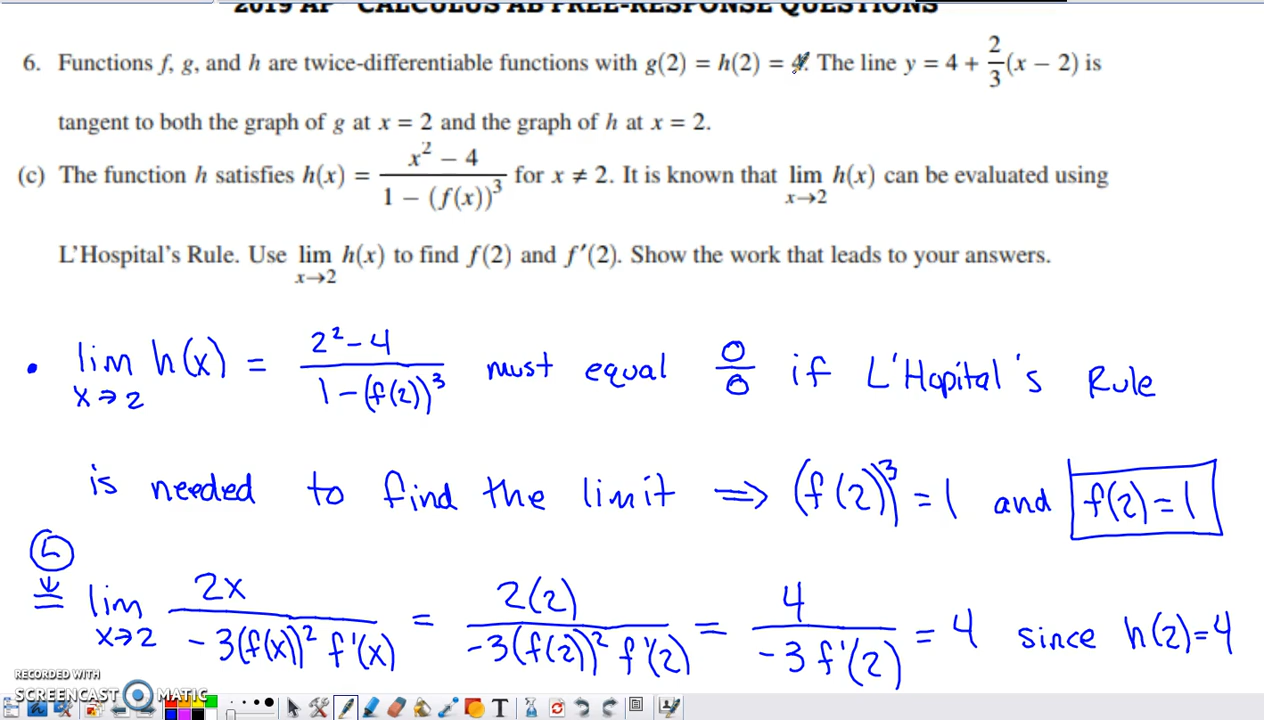 2019 AP® CALCULUS AB FREE-RESPONSE QUESTIONS
6. Functions f, g, and h are twice-differentiable functions with g(2) = h(2) = 4. The line y = 4 + 2/3(x − 2) is
tangent to both the graph of g at x = 2 and the graph of h at x = 2.
(c) The function h satisfies h(x) = (x² − 4)/(1 − (f(x))³) for x ≠ 2. It is known that lim x→2 h(x) can be evaluated using
L'Hospital's Rule. Use lim x→2 h(x) to find f(2) and f′(2). Show the work that leads to your answers.
• lim x→2 h(x) = (2²−4)/(1−(f(2))³) must equal 0/0 if L'Hopital's Rule
is needed to find the limit ⇒ (f(2))³ = 1 and f(2) = 1
L
= lim x→2 2x/(−3(f(x))² f'(x)) = 2(2)/(−3(f(2))² f'(2)) = 4/(−3 f'(2)) = 4 since h(2)=4
RECORDED WITH
SCREENCAST MATIC
T